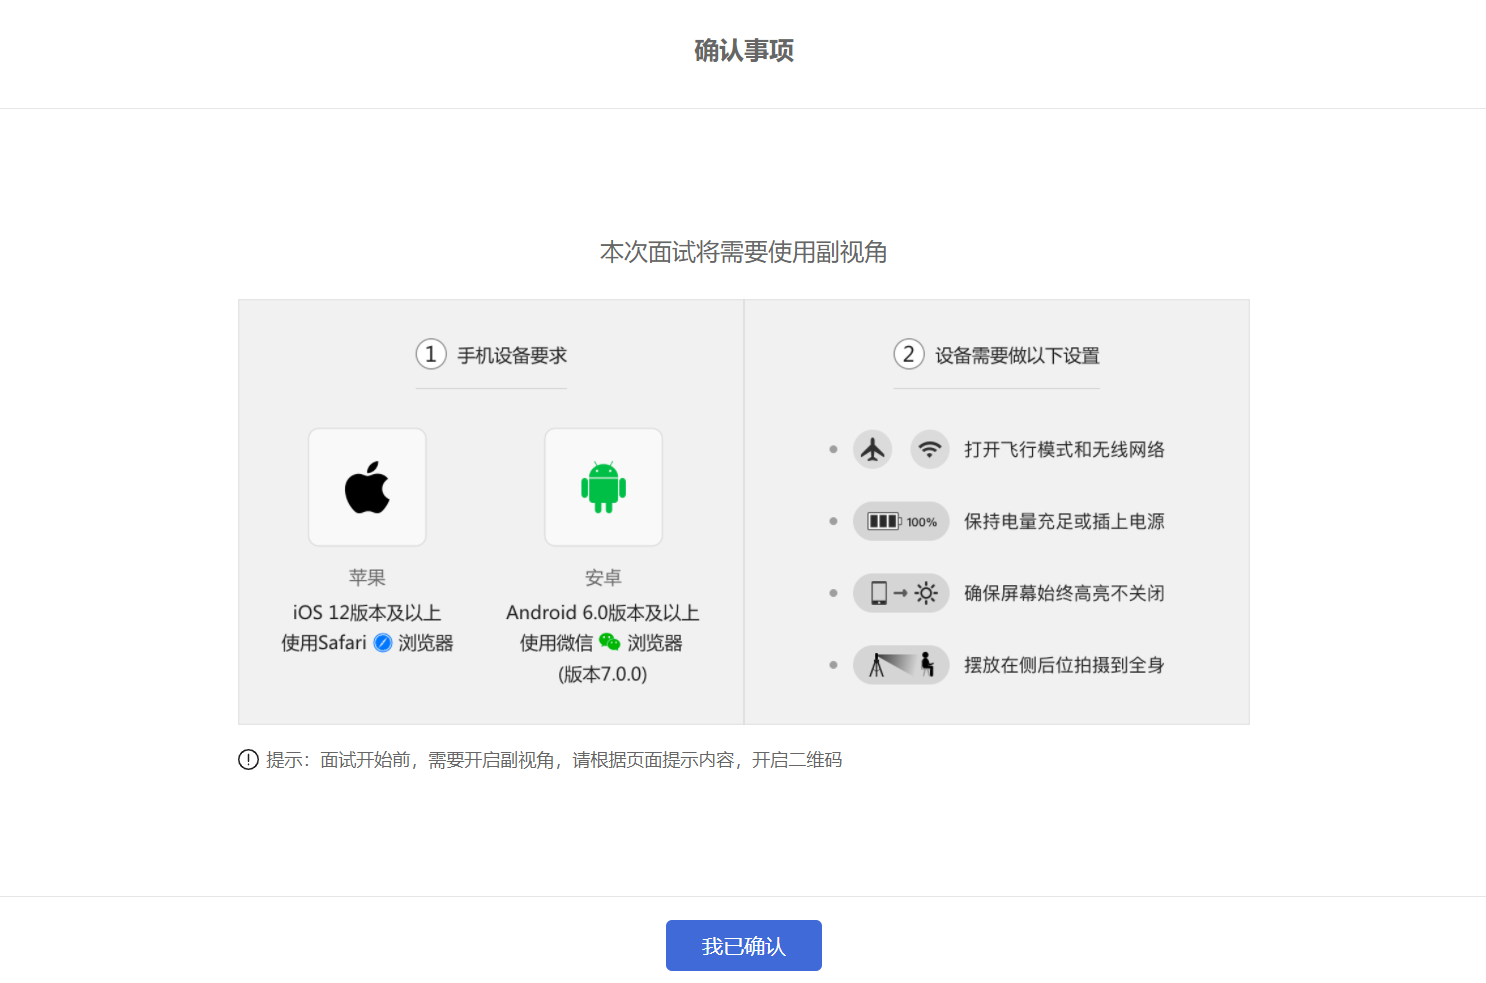 确认事项
本次面试将需要使用副视角
1 手机设备要求
苹果
iOS 12版本及以上
使用Safari 浏览器
安卓
Android 6.0版本及以上
使用微信 浏览器
(版本7.0.0)
2 设备需要做以下设置
打开飞行模式和无线网络
100% 保持电量充足或插上电源
确保屏幕始终高亮不关闭
摆放在侧后位拍摄到全身
提示：面试开始前，需要开启副视角，请根据页面提示内容，开启二维码
我已确认